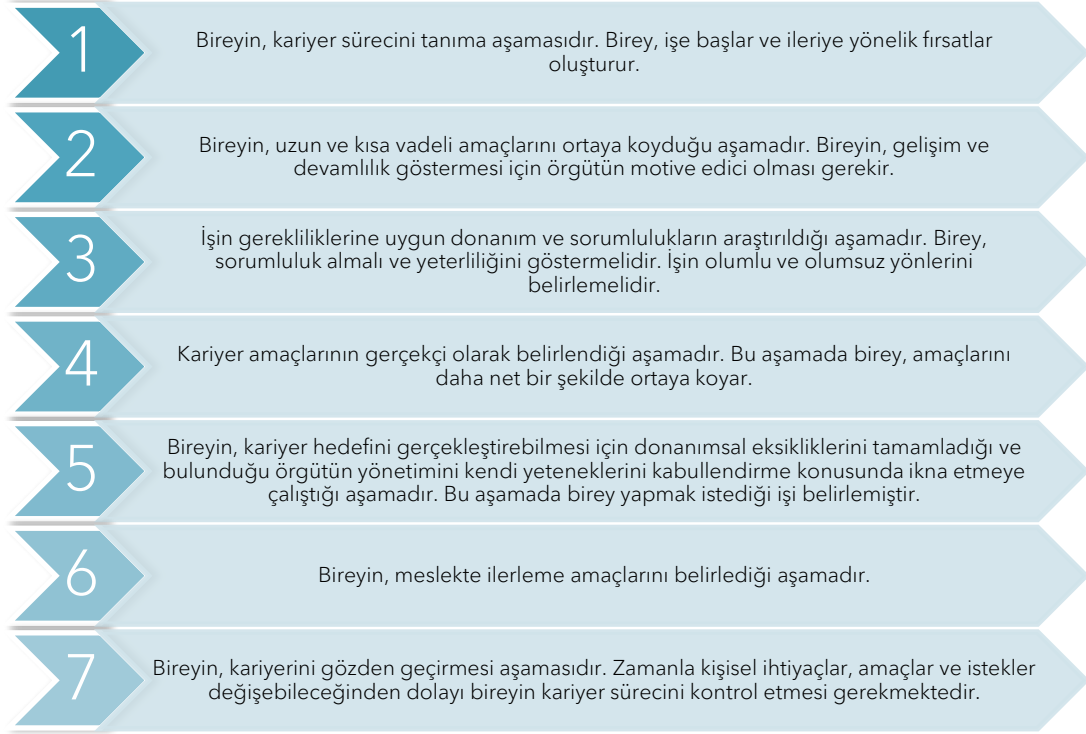 1
Bireyin, kariyer sürecini tanıma aşamasıdır. Birey, işe başlar ve ileriye yönelik fırsatlar
oluşturur.
2
Bireyin, uzun ve kısa vadeli amaçlarını ortaya koyduğu aşamadır. Bireyin, gelişim ve
devamlılık göstermesi için örgütün motive edici olması gerekir.
3
İşin gerekliliklerine uygun donanım ve sorumlulukların araştırıldığı aşamadır. Birey,
sorumluluk almalı ve yeterliliğini göstermelidir. İşin olumlu ve olumsuz yönlerini
belirlemelidir.
4
Kariyer amaçlarının gerçekçi olarak belirlendiği aşamadır. Bu aşamada birey, amaçlarını
daha net bir şekilde ortaya koyar.
5
Bireyin, kariyer hedefini gerçekleştirebilmesi için donanımsal eksikliklerini tamamladığı ve
bulunduğu örgütün yönetimini kendi yeteneklerini kabullendirme konusunda ikna etmeye
çalıştığı aşamadır. Bu aşamada birey yapmak istediği işi belirlemiştir.
6
Bireyin, meslekte ilerleme amaçlarını belirlediği aşamadır.
7
Bireyin, kariyerini gözden geçirmesi aşamasıdır. Zamanla kişisel ihtiyaçlar, amaçlar ve istekler
değişebileceğinden dolayı bireyin kariyer sürecini kontrol etmesi gerekmektedir.